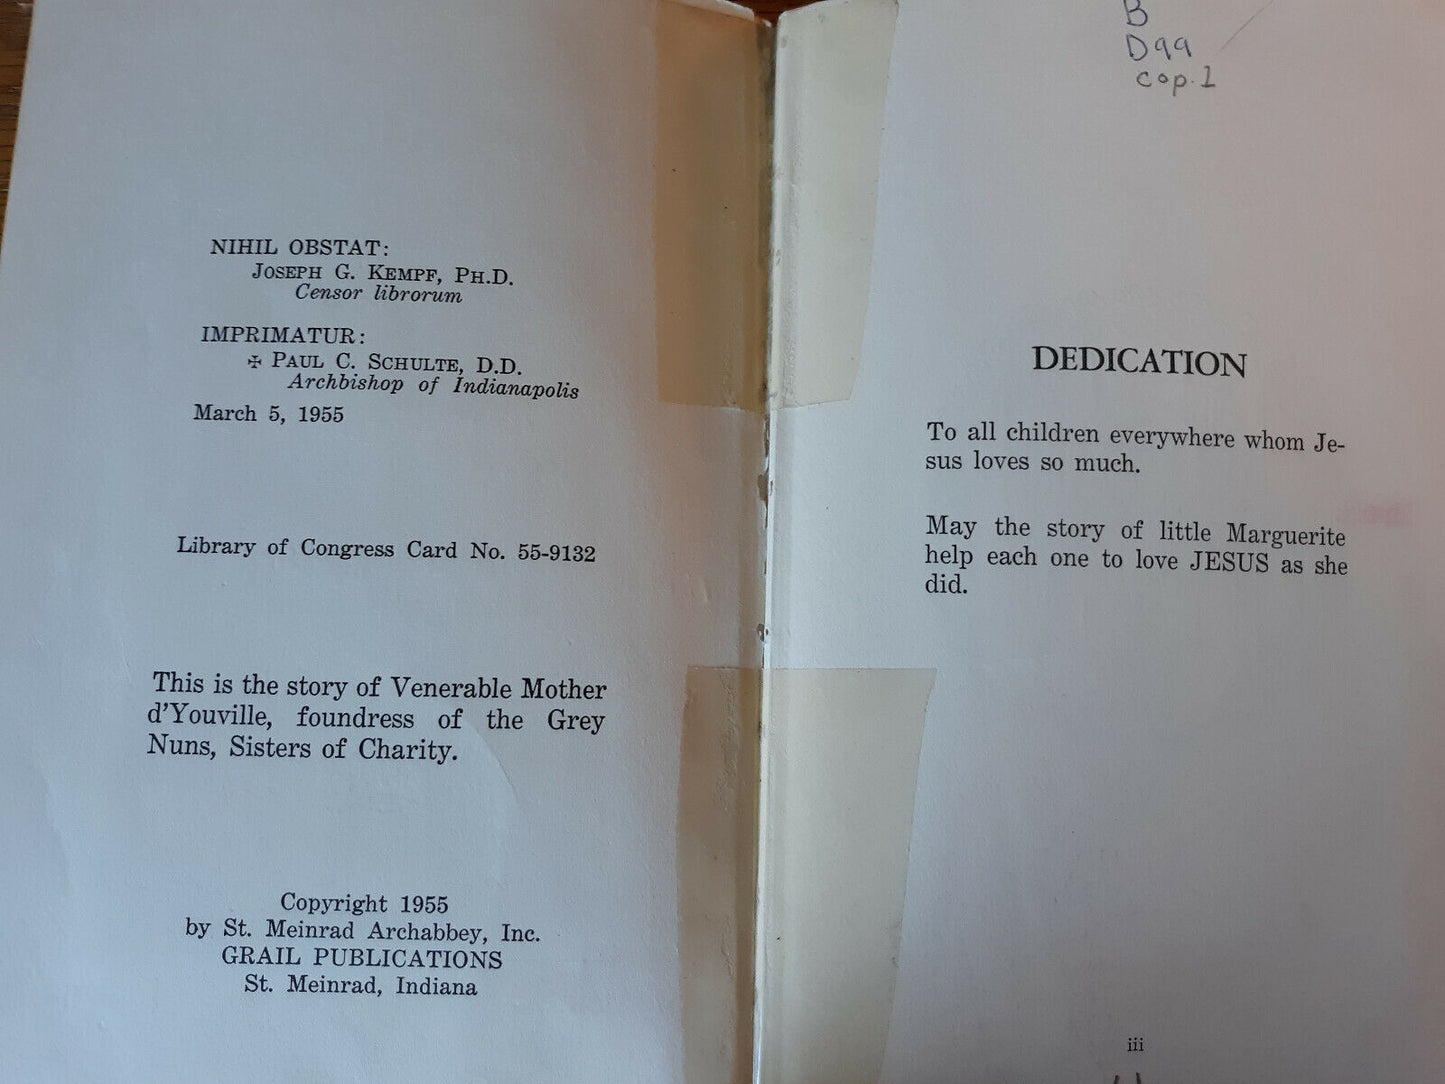 NIHIL OBSTAT:
JOSEPH G. KEMPF, PH.D.
Censor librorum
IMPRIMATUR:
✠ PAUL C. SCHULTE, D.D.
Archbishop of Indianapolis
March 5, 1955
Library of Congress Card No. 55-9132
This is the story of Venerable Mother
d'Youville, foundress of the Grey
Nuns, Sisters of Charity.
Copyright 1955
by St. Meinrad Archabbey, Inc.
GRAIL PUBLICATIONS
St. Meinrad, Indiana
B
D99
cop.1
DEDICATION
To all children everywhere whom Je-
sus loves so much.
May the story of little Marguerite
help each one to love JESUS as she
did.
iii